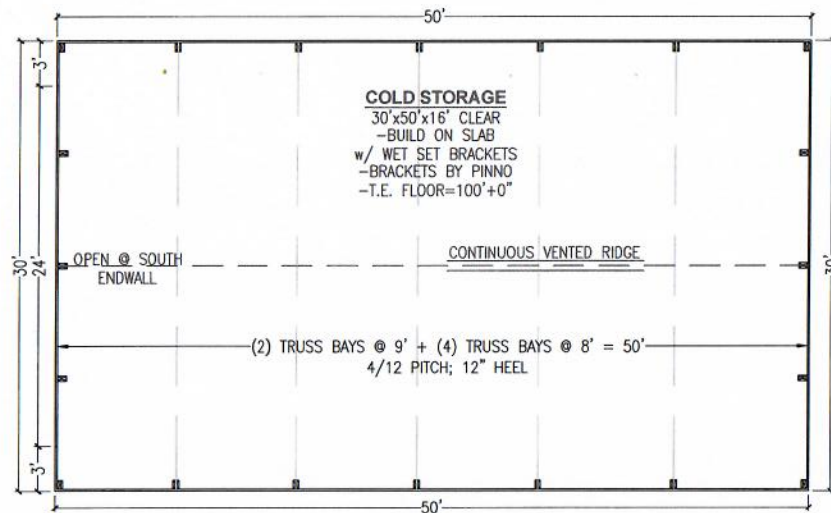 50'
3'
COLD STORAGE
30'x50'x16' CLEAR
-BUILD ON SLAB
w/ WET SET BRACKETS
-BRACKETS BY PINNO
-T.E. FLOOR=100'+0"
30'
24'
OPEN @ SOUTH
ENDWALL
CONTINUOUS VENTED RIDGE
30'
(2) TRUSS BAYS @ 9' + (4) TRUSS BAYS @ 8' = 50'
4/12 PITCH; 12" HEEL
3'
50'